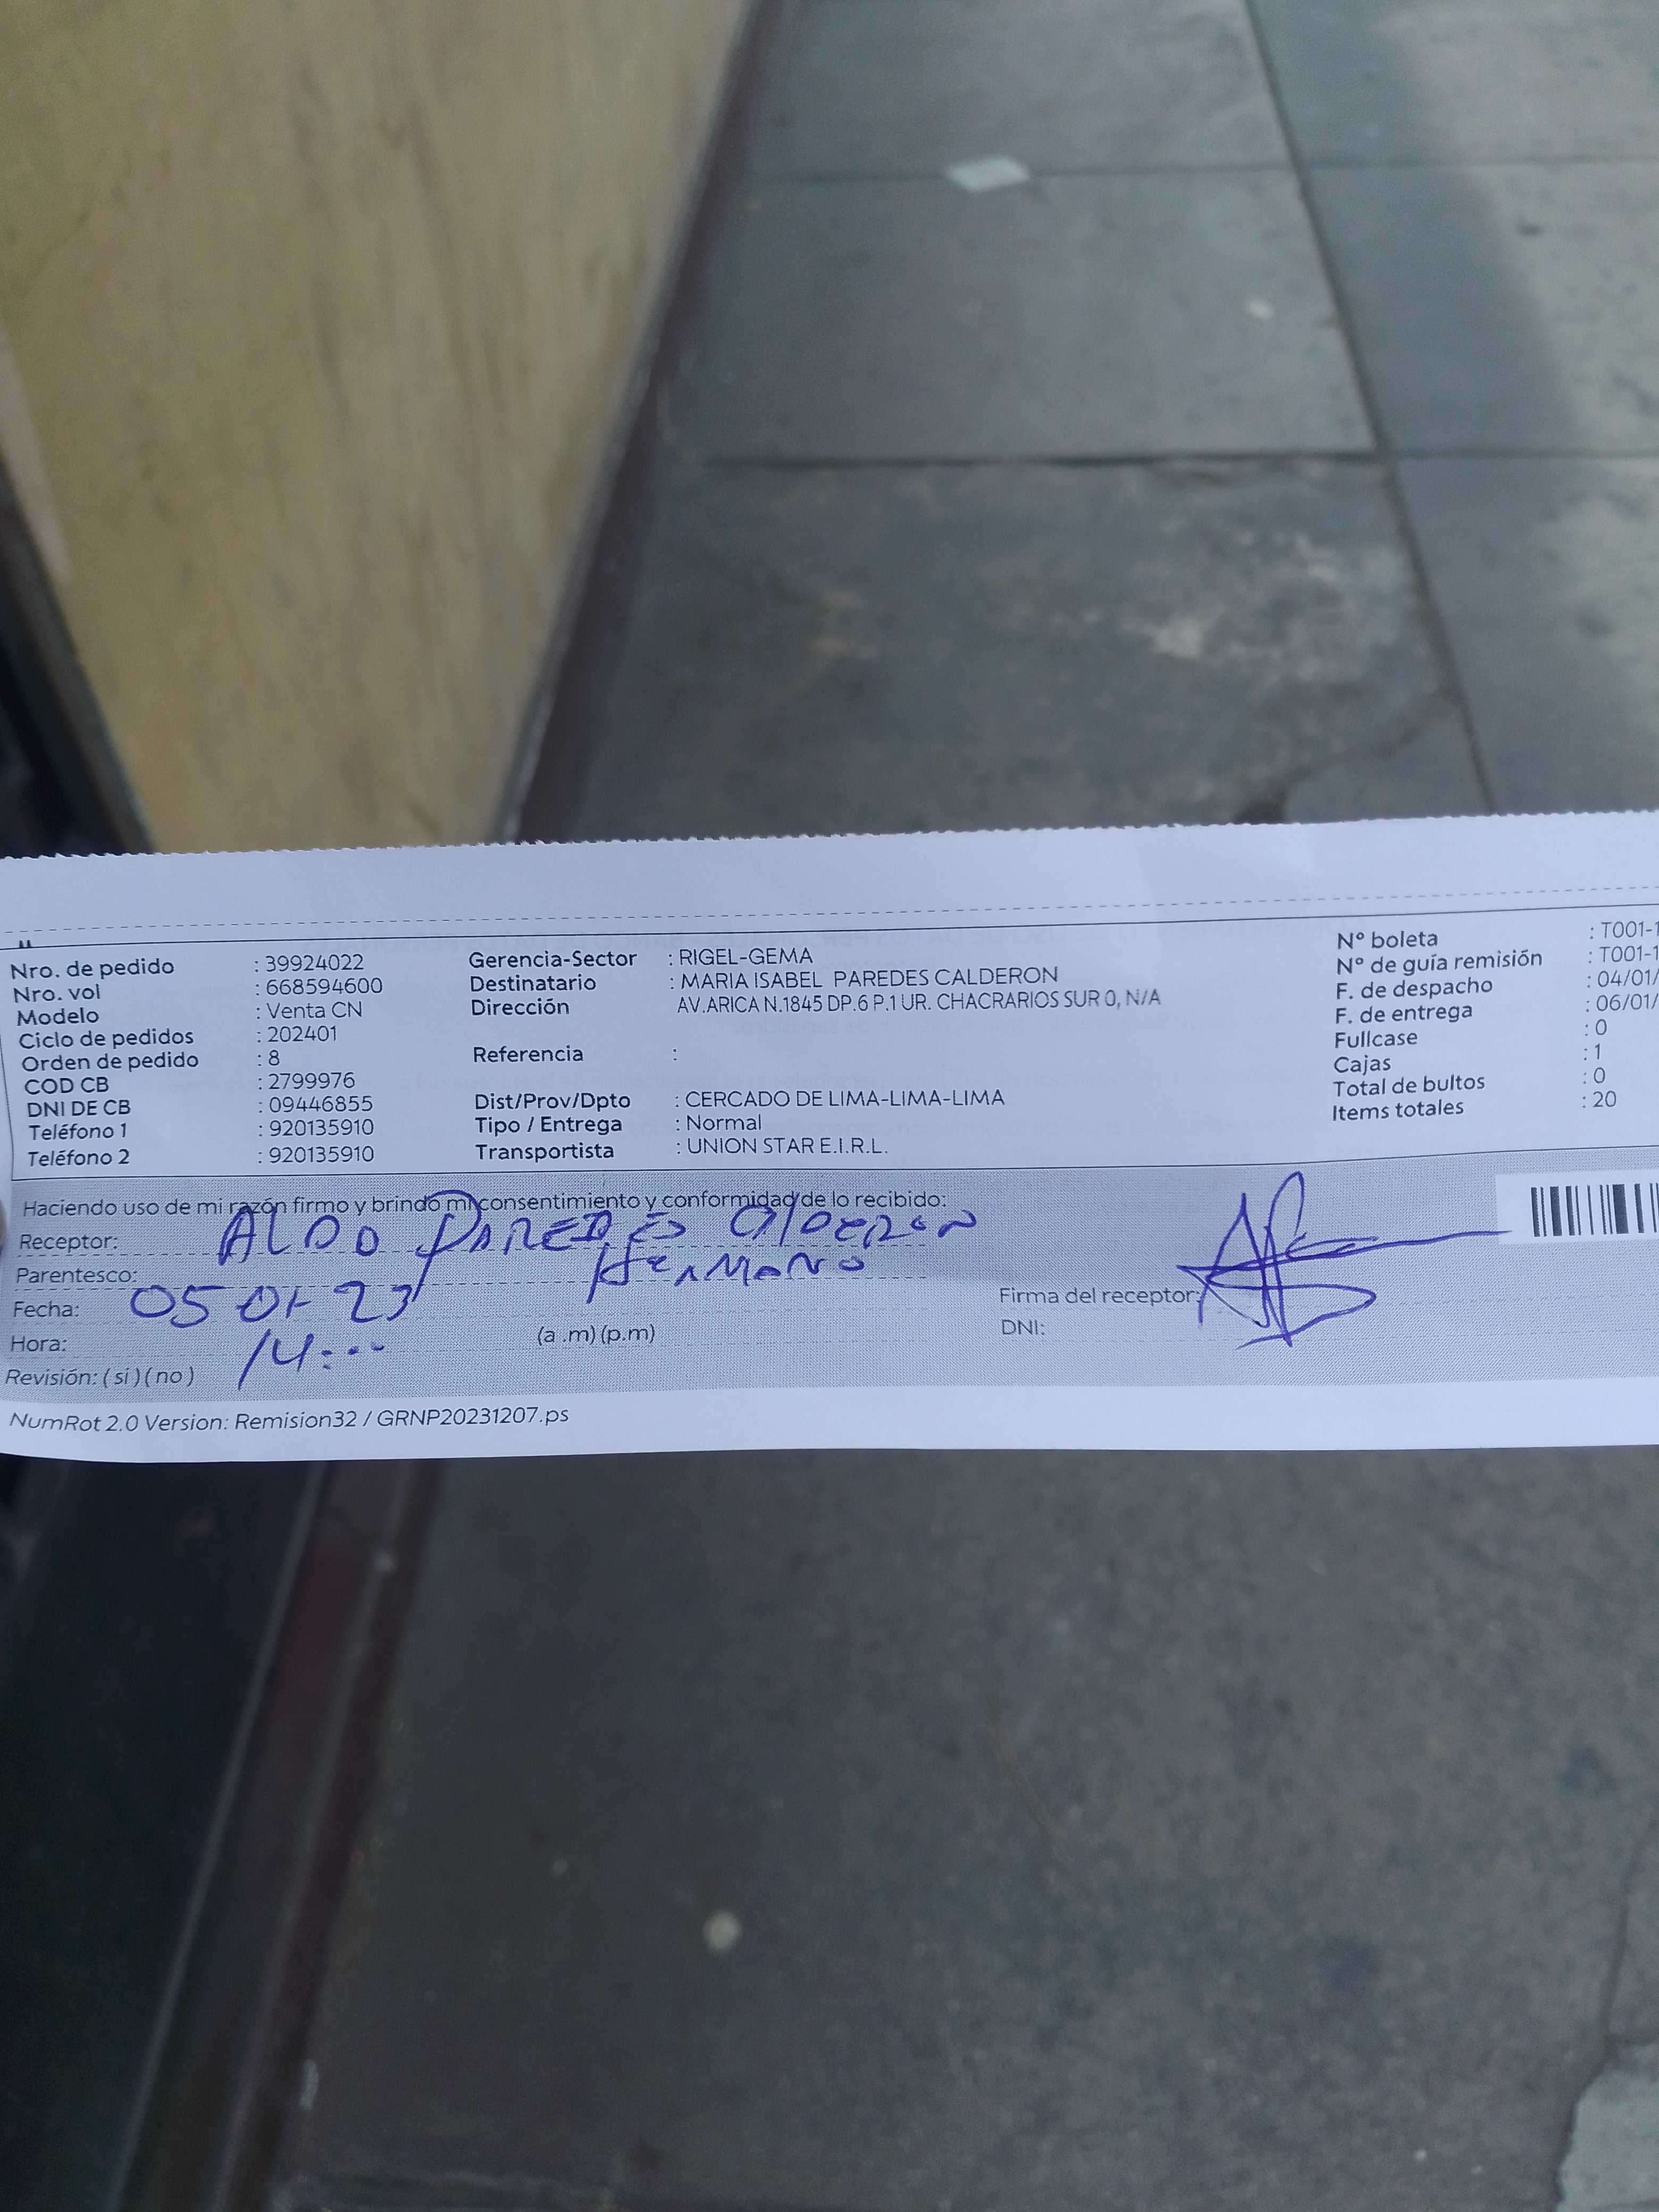 Nro. de pedido : 39924022
Nro. vol : 668594600
Modelo : Venta CN
Ciclo de pedidos : 202401
Orden de pedido : 8
COD CB : 2799976
DNI DE CB : 09446855
Teléfono 1 : 920135910
Teléfono 2 : 920135910
Gerencia-Sector : RIGEL-GEMA
Destinatario : MARIA ISABEL PAREDES CALDERON
Dirección AV.ARICA N.1845 DP.6 P.1 UR. CHACRARIOS SUR 0, N/A
Referencia :
Dist/Prov/Dpto : CERCADO DE LIMA-LIMA-LIMA
Tipo / Entrega : Normal
Transportista : UNION STAR E.I.R.L.
Nº boleta : T001-1
Nº de guía remisión : T001-1
F. de despacho : 04/01/
F. de entrega : 06/01/
Fullcase : 0
Cajas : 1
Total de bultos : 0
Items totales : 20
Haciendo uso de mi razón firmo y brindo mi consentimiento y conformidad de lo recibido:
Receptor: ALDO PAREDES CALDERON
Parentesco: HERMANO
Fecha: 05-01-23
Hora: 14: (a .m) (p.m)
Revisión: ( si ) ( no )
Firma del receptor:
DNI:
NumRot 2.0 Version: Remision32 / GRNP20231207.ps